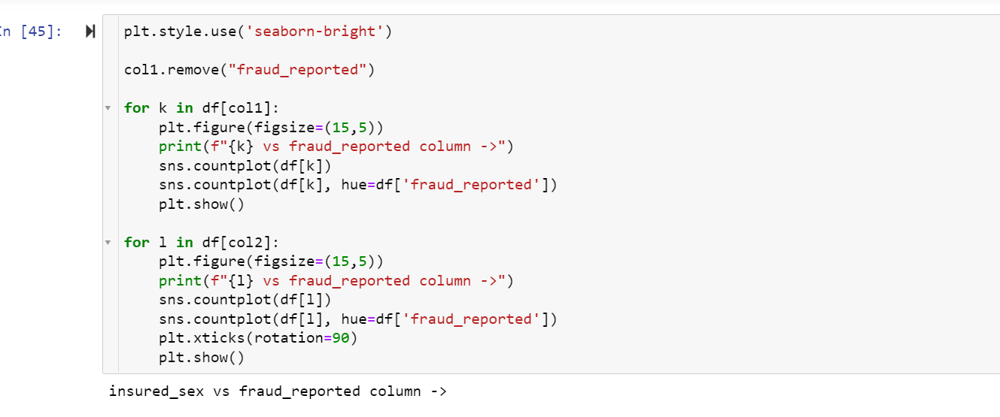 In [45]:
plt.style.use('seaborn-bright')
col1.remove("fraud_reported")
for k in df[col1]:
    plt.figure(figsize=(15,5))
    print(f"{k} vs fraud_reported column ->")
    sns.countplot(df[k])
    sns.countplot(df[k], hue=df['fraud_reported'])
    plt.show()
for l in df[col2]:
    plt.figure(figsize=(15,5))
    print(f"{l} vs fraud_reported column ->")
    sns.countplot(df[l])
    sns.countplot(df[l], hue=df['fraud_reported'])
    plt.xticks(rotation=90)
    plt.show()
insured_sex vs fraud_reported column ->